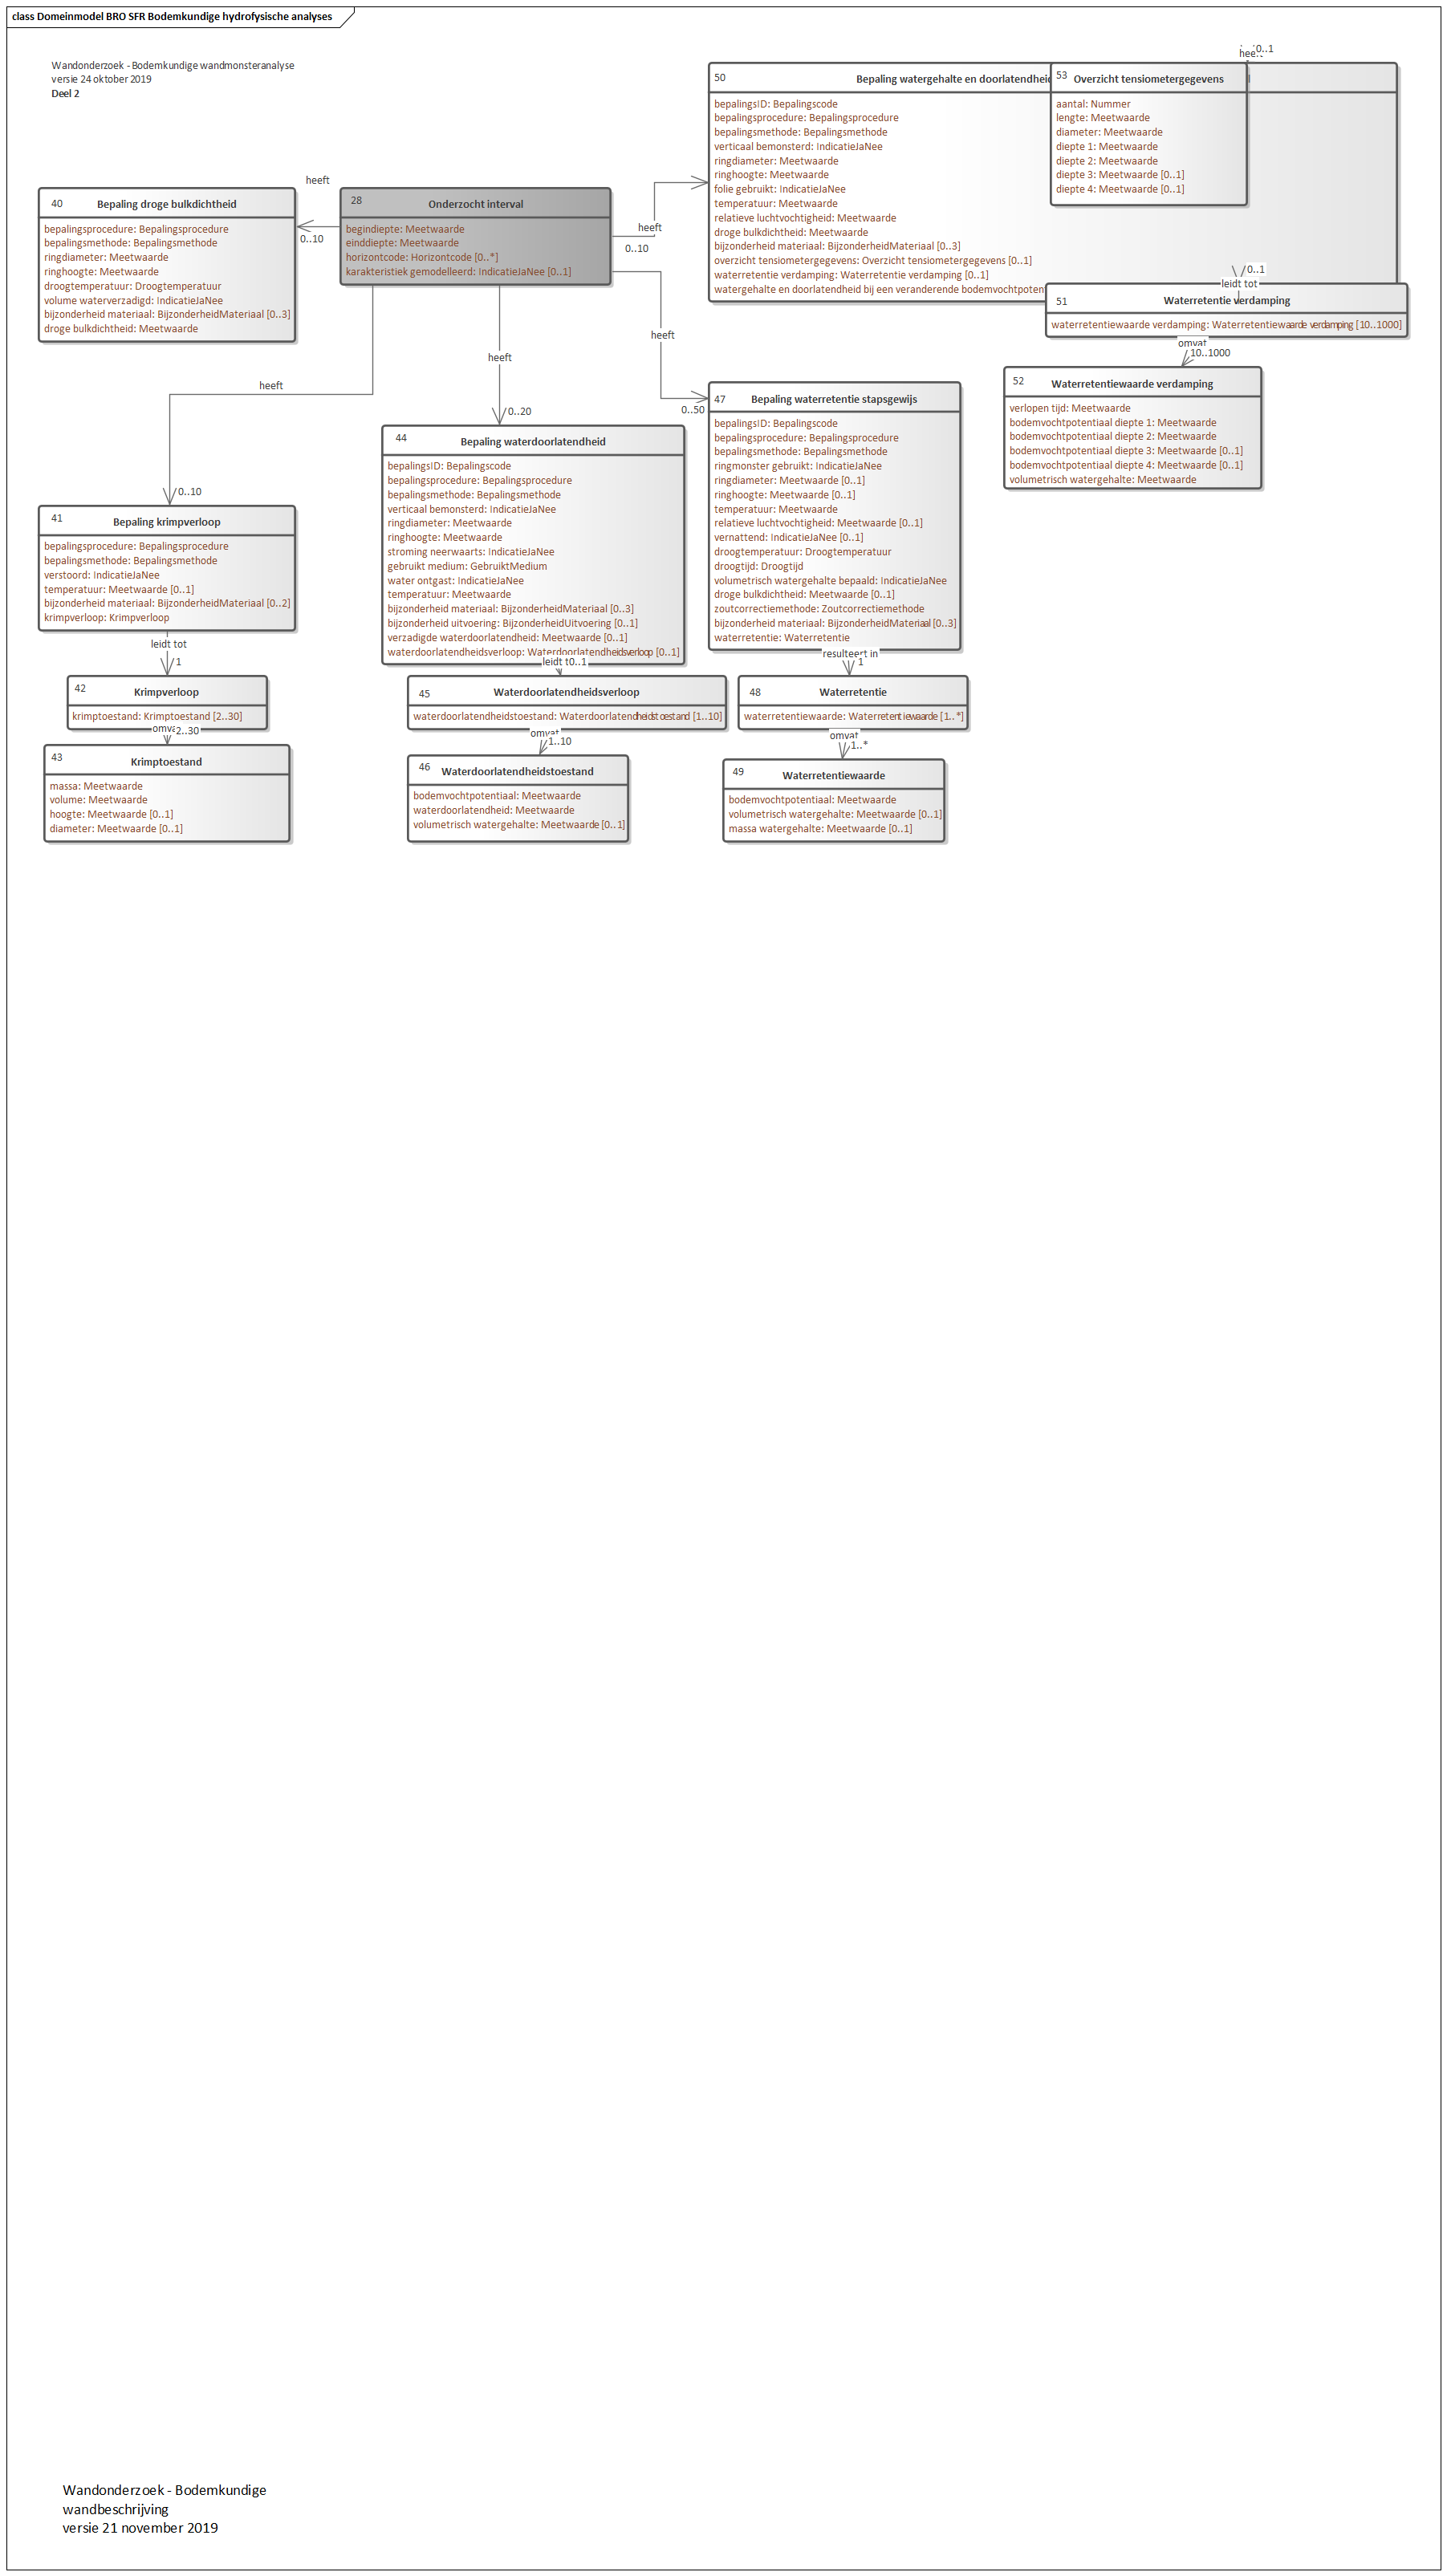 class Domeinmodel BRO SFR Bodemkundige hydrofysische analyses
Wandonderzoek - Bodemkundige wandmonsteranalyse
versie 24 oktober 2019
Deel 2
40 Bepaling droge bulkdichtheid
bepalingsprocedure: Bepalingsprocedure
bepalingsmethode: Bepalingsmethode
ringdiameter: Meetwaarde
ringhoogte: Meetwaarde
droogtemperatuur: Droogtemperatuur
volume waterverzadigd: IndicatieJaNee
bijzonderheid materiaal: BijzonderheidMateriaal [0..3]
droge bulkdichtheid: Meetwaarde
heeft
0..10
28 Onderzocht interval
begindiepte: Meetwaarde
einddiepte: Meetwaarde
horizontcode: Horizontcode [0..*]
karakteristiek gemodelleerd: IndicatieJaNee [0..1]
heeft
0..10
50 Bepaling watergehalte en doorlatendheid
bepalingsID: Bepalingscode
bepalingsprocedure: Bepalingsprocedure
bepalingsmethode: Bepalingsmethode
verticaal bemonsterd: IndicatieJaNee
ringdiameter: Meetwaarde
ringhoogte: Meetwaarde
folie gebruikt: IndicatieJaNee
temperatuur: Meetwaarde
relatieve luchtvochtigheid: Meetwaarde
droge bulkdichtheid: Meetwaarde
bijzonderheid materiaal: BijzonderheidMateriaal [0..3]
overzicht tensiometergegevens: Overzicht tensiometergegevens [0..1]
waterretentie verdamping: Waterretentie verdamping [0..1]
watergehalte en doorlatendheid bij een veranderende bodemvochtpoten
heeft
0..1
53 Overzicht tensiometergegevens
aantal: Nummer
lengte: Meetwaarde
diameter: Meetwaarde
diepte 1: Meetwaarde
diepte 2: Meetwaarde
diepte 3: Meetwaarde [0..1]
diepte 4: Meetwaarde [0..1]
0..1
leidt tot
51 Waterretentie verdamping
waterretentiewaarde verdamping: Waterretentiewaarde verdamping [10..1000]
omvat
10..1000
52 Waterretentiewaarde verdamping
verlopen tijd: Meetwaarde
bodemvochtpotentiaal diepte 1: Meetwaarde
bodemvochtpotentiaal diepte 2: Meetwaarde
bodemvochtpotentiaal diepte 3: Meetwaarde [0..1]
bodemvochtpotentiaal diepte 4: Meetwaarde [0..1]
volumetrisch watergehalte: Meetwaarde
heeft
0..50
47 Bepaling waterretentie stapsgewijs
bepalingsID: Bepalingscode
bepalingsprocedure: Bepalingsprocedure
bepalingsmethode: Bepalingsmethode
ringmonster gebruikt: IndicatieJaNee
ringdiameter: Meetwaarde [0..1]
ringhoogte: Meetwaarde [0..1]
temperatuur: Meetwaarde
relatieve luchtvochtigheid: Meetwaarde [0..1]
vernattend: IndicatieJaNee [0..1]
droogtemperatuur: Droogtemperatuur
droogtijd: Droogtijd
volumetrisch watergehalte bepaald: IndicatieJaNee
droge bulkdichtheid: Meetwaarde [0..1]
zoutcorrectiemethode: Zoutcorrectiemethode
bijzonderheid materiaal: BijzonderheidMateriaal [0..3]
waterretentie: Waterretentie
resulteert in
1
48 Waterretentie
waterretentiewaarde: Waterretentiewaarde [1..*]
omvat
1..*
49 Waterretentiewaarde
bodemvochtpotentiaal: Meetwaarde
volumetrisch watergehalte: Meetwaarde [0..1]
massa watergehalte: Meetwaarde [0..1]
heeft
0..20
44 Bepaling waterdoorlatendheid
bepalingsID: Bepalingscode
bepalingsprocedure: Bepalingsprocedure
bepalingsmethode: Bepalingsmethode
verticaal bemonsterd: IndicatieJaNee
ringdiameter: Meetwaarde
ringhoogte: Meetwaarde
stroming neerwaarts: IndicatieJaNee
gebruikt medium: GebruiktMedium
water ontgast: IndicatieJaNee
temperatuur: Meetwaarde
bijzonderheid materiaal: BijzonderheidMateriaal [0..3]
bijzonderheid uitvoering: BijzonderheidUitvoering [0..1]
verzadigde waterdoorlatendheid: Meetwaarde [0..1]
waterdoorlatendheidsverloop: Waterdoorlatendheidsverloop [0..1]
leidt t0..1
45 Waterdoorlatendheidsverloop
waterdoorlatendheidstoestand: Waterdoorlatendheidstoestand [1..10]
omvat
1..10
46 Waterdoorlatendheidstoestand
bodemvochtpotentiaal: Meetwaarde
waterdoorlatendheid: Meetwaarde
volumetrisch watergehalte: Meetwaarde [0..1]
heeft
0..10
41 Bepaling krimpverloop
bepalingsprocedure: Bepalingsprocedure
bepalingsmethode: Bepalingsmethode
verstoord: IndicatieJaNee
temperatuur: Meetwaarde [0..1]
bijzonderheid materiaal: BijzonderheidMateriaal [0..2]
krimpverloop: Krimpverloop
leidt tot
1
42 Krimpverloop
krimptoestand: Krimptoestand [2..30]
omva 2..30
43 Krimptoestand
massa: Meetwaarde
volume: Meetwaarde
hoogte: Meetwaarde [0..1]
diameter: Meetwaarde [0..1]
Wandonderzoek - Bodemkundige
wandbeschrijving
versie 21 november 2019